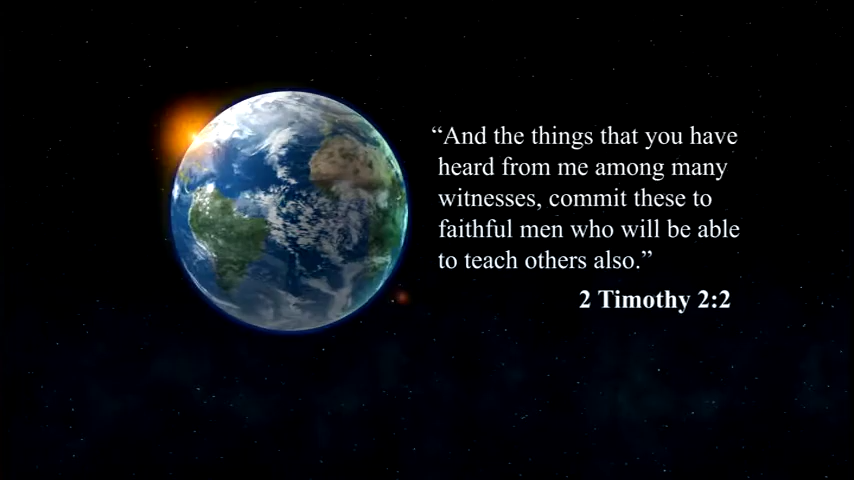 “And the things that you have
heard from me among many
witnesses, commit these to
faithful men who will be able
to teach others also.”
2 Timothy 2:2